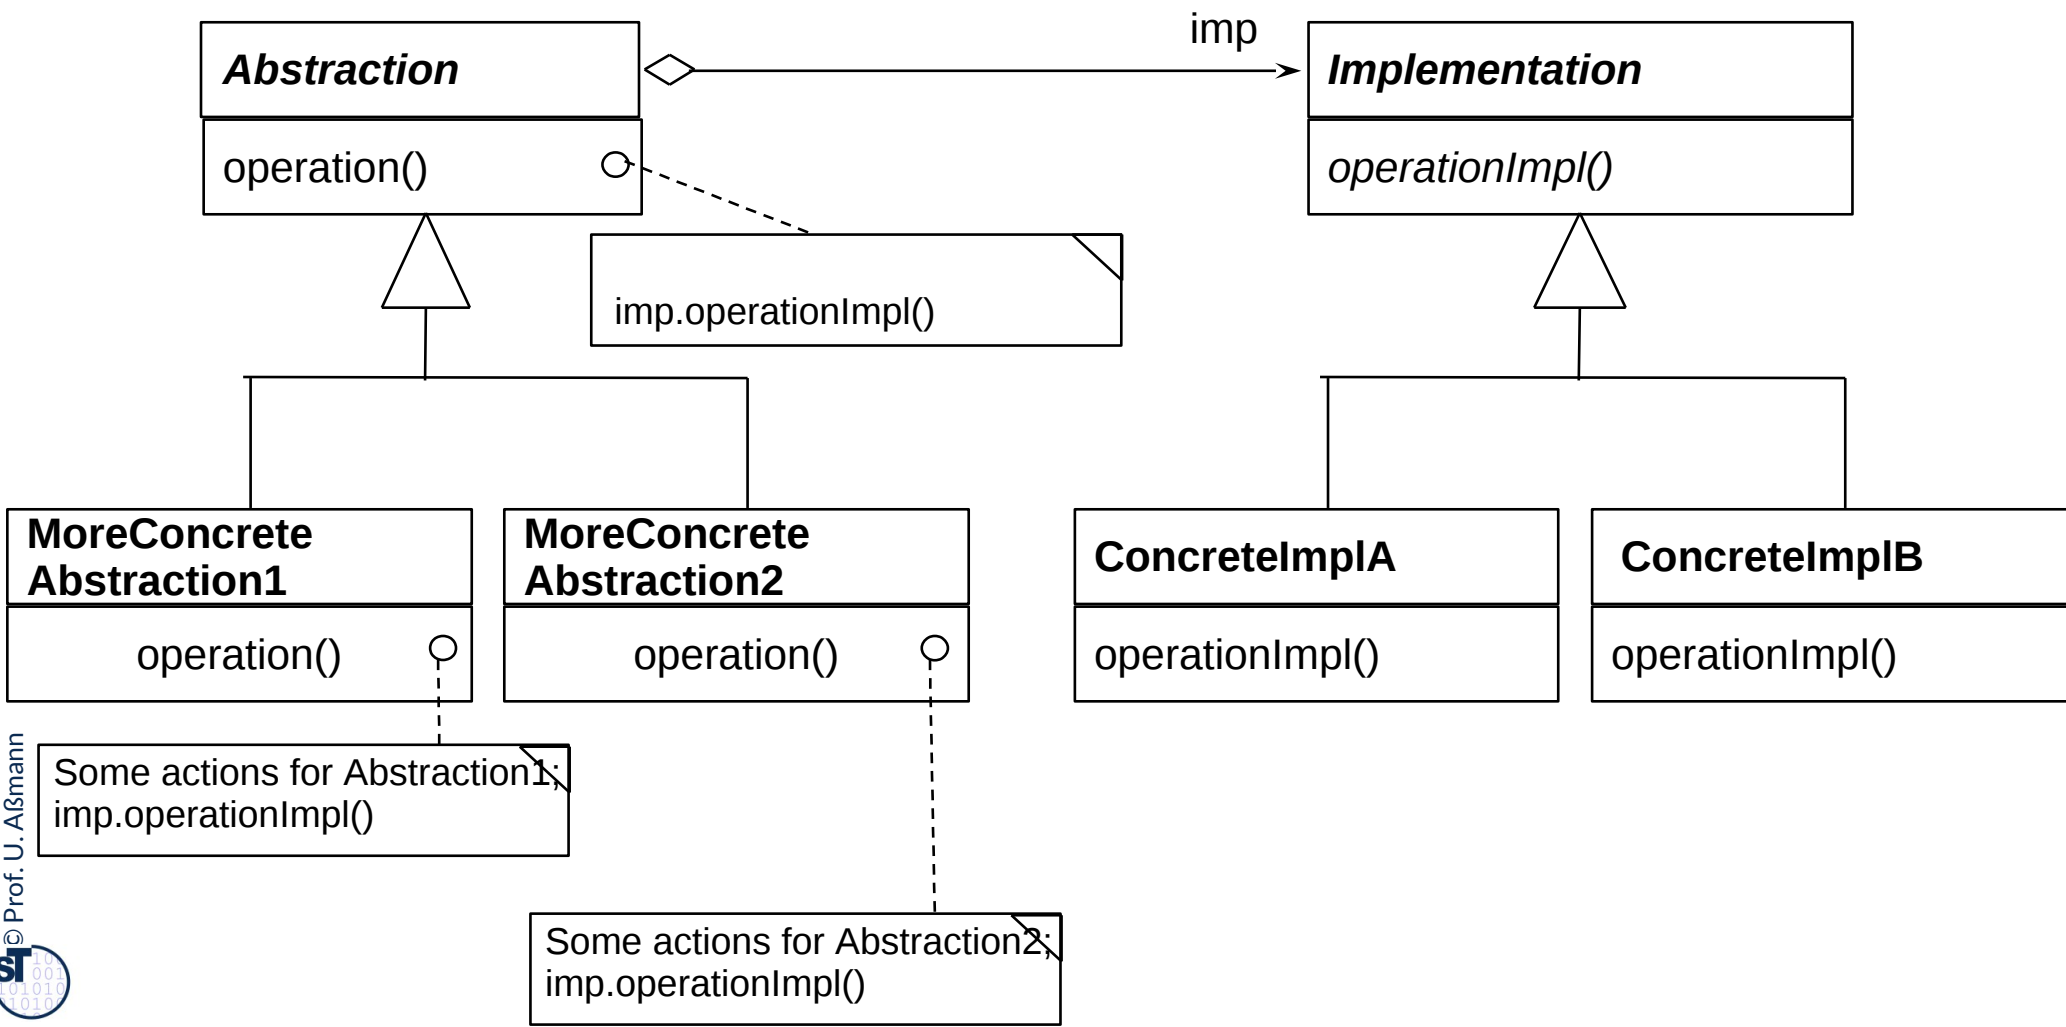 imp
Abstraction
Implementation
operation()
operationImpl()
imp.operationImpl()
MoreConcrete
Abstraction1
MoreConcrete
Abstraction2
ConcreteImplA
ConcreteImplB
operation()
operation()
operationImpl()
operationImpl()
Some actions for Abstraction1;
imp.operationImpl()
Some actions for Abstraction2;
imp.operationImpl()
© Prof. U. Aßmann
sT